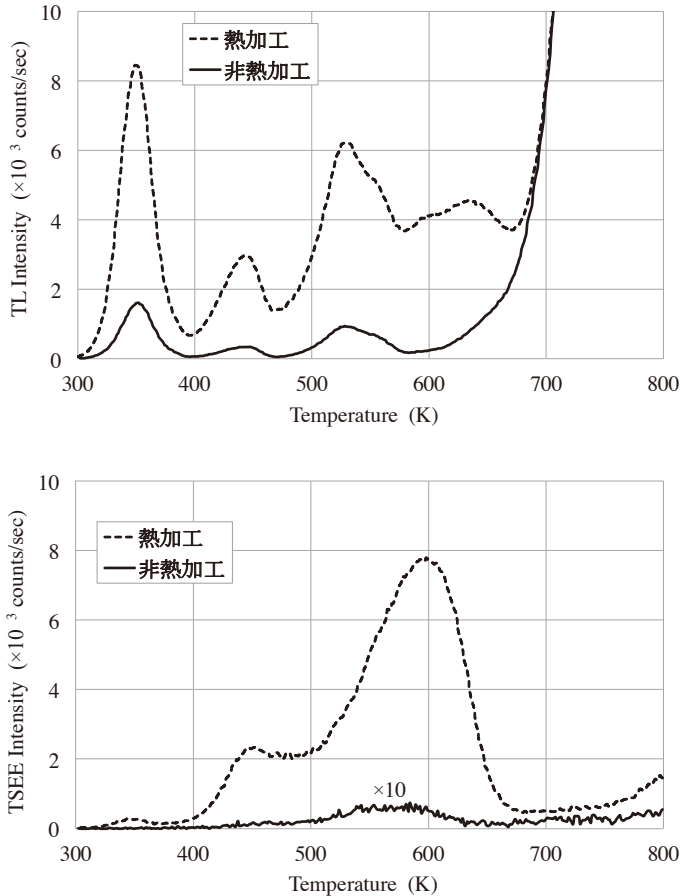 10
8
6
4
2
0
TL Intensity (×10 ³ counts/sec)
熱加工
非熱加工
300 400 500 600 700 800
Temperature (K)
10
8
6
4
2
0
TSEE Intensity (×10 ³ counts/sec)
熱加工
非熱加工
×10
300 400 500 600 700 800
Temperature (K)